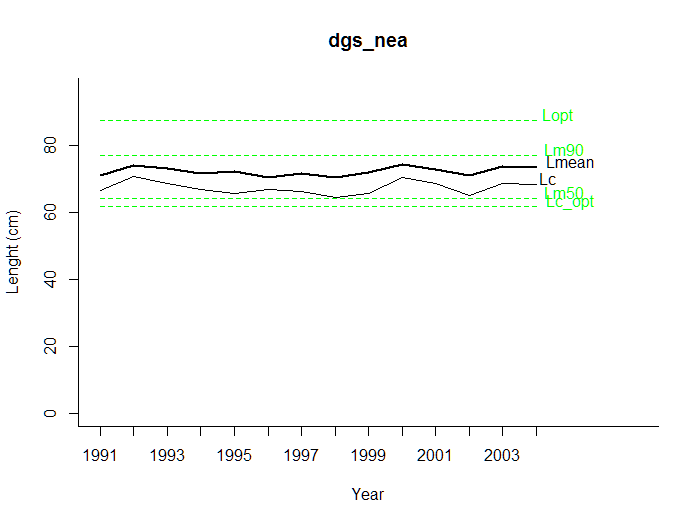 dgs_nea
Lopt
Lm90
Lmean
Lc
Lm50
Lc_opt
80
60
40
20
0
Lenght (cm)
1991 1993 1995 1997 1999 2001 2003
Year